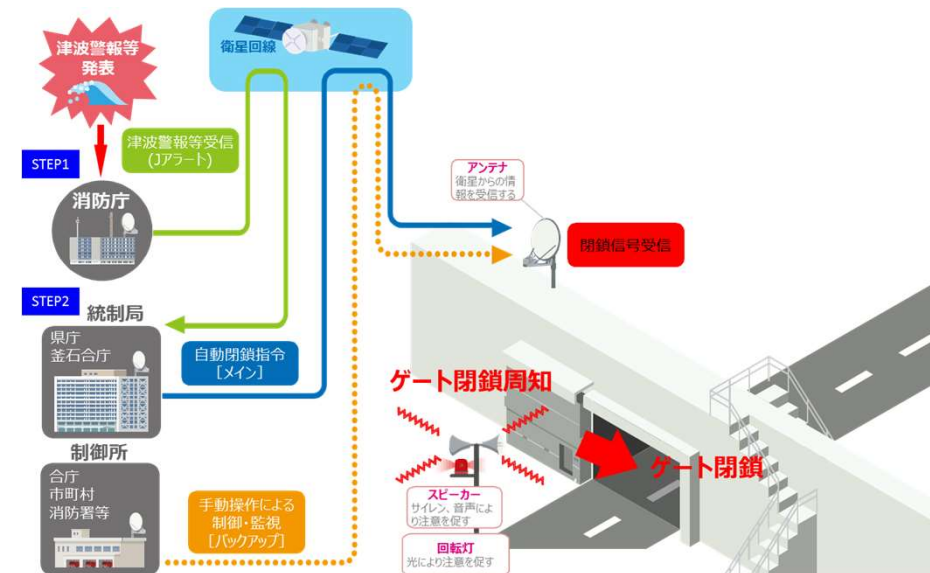 津波警報等
発表
衛星回線
STEP1
津波警報等受信
(Jアラート)
消防庁
アンテナ
衛星からの情
報を受信する
閉鎖信号受信
STEP2
統制局
県庁
釜石合庁
自動閉鎖指令
[メイン]
ゲート閉鎖周知
ゲート閉鎖
制御所
合庁
市町村
消防署等
手動操作による
制御・監視
[バックアップ]
スピーカー
サイレン、音声によ
り注意を促す
回転灯
光により注意を促す